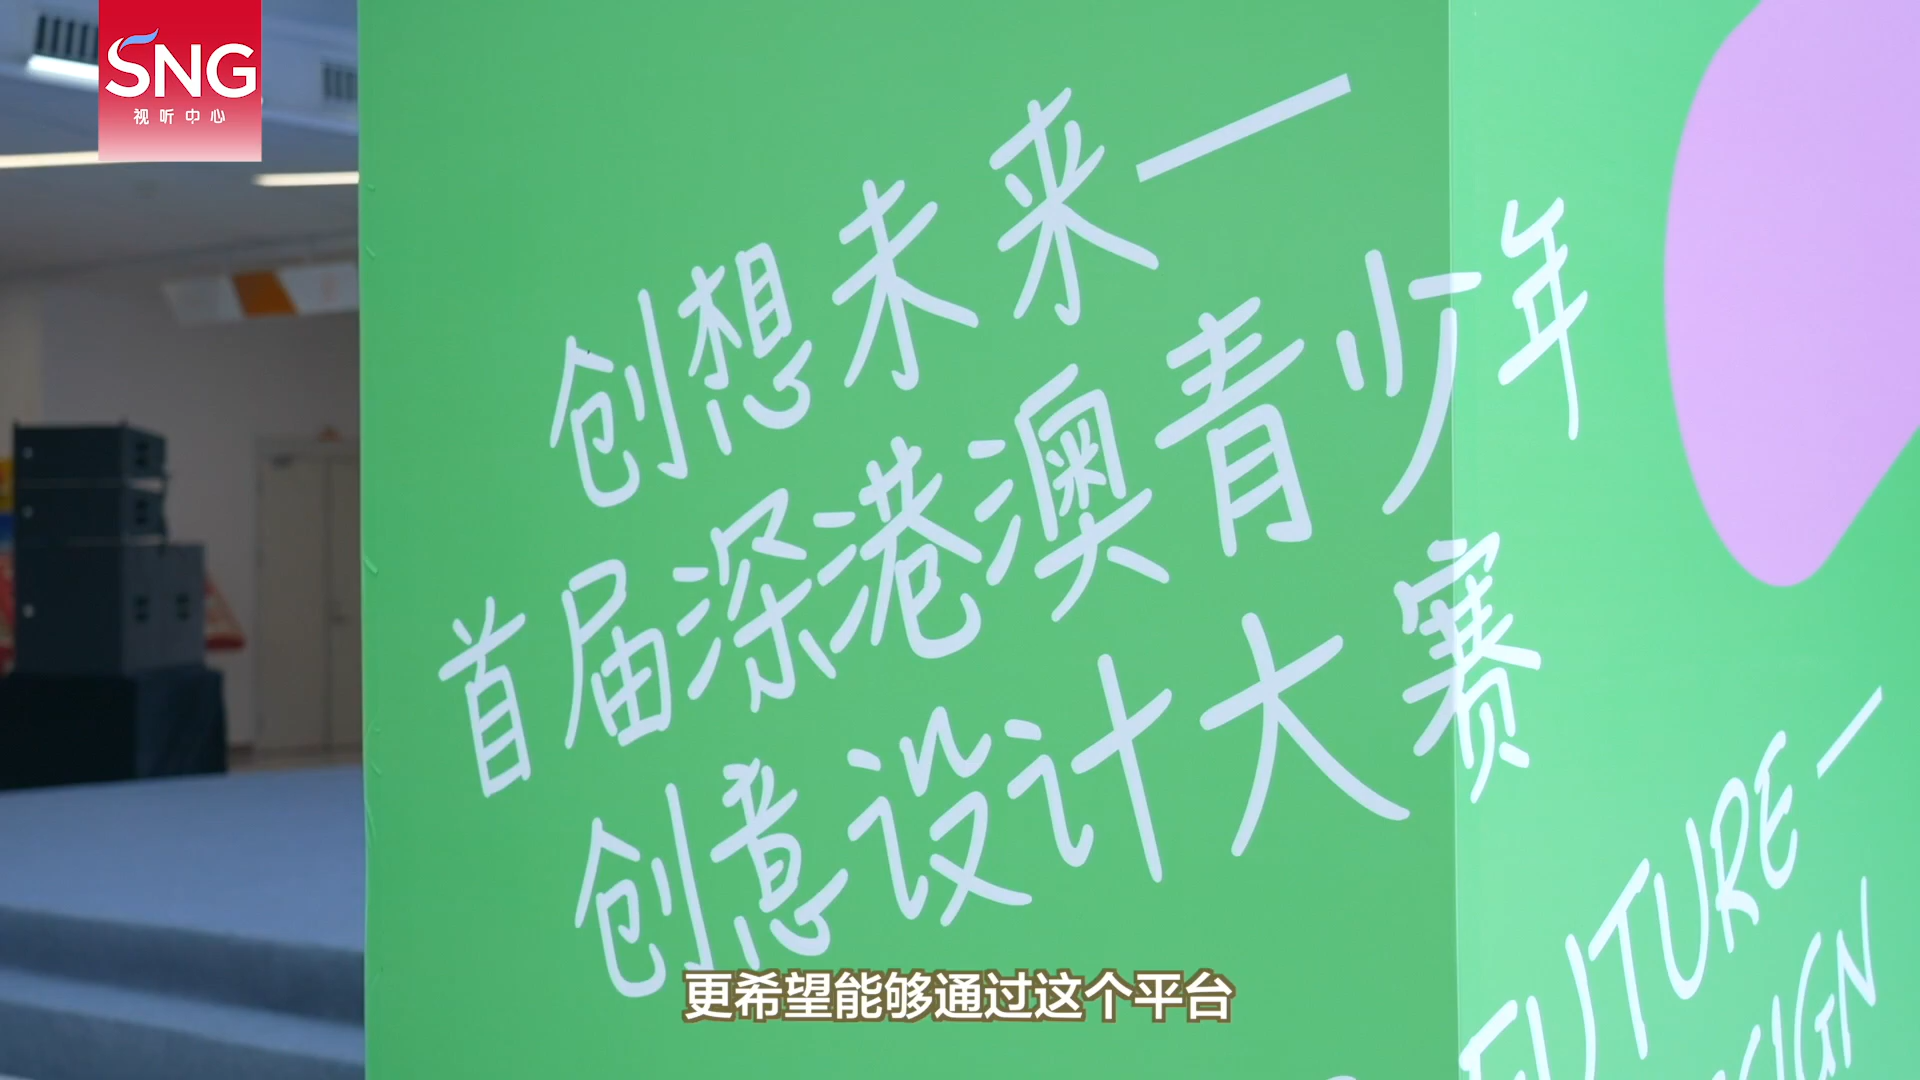 SNG
视听中心
创想未来—
首届深港澳青少年
创意设计大赛
FUTURE—
更希望能够通过这个平台